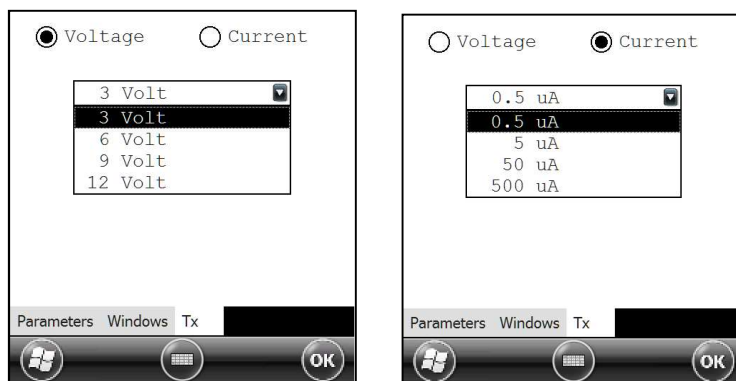 Voltage Current
3 Volt
3 Volt
6 Volt
9 Volt
12 Volt
Parameters Windows Tx
OK
Voltage Current
0.5 uA
0.5 uA
5 uA
50 uA
500 uA
Parameters Windows Tx
OK